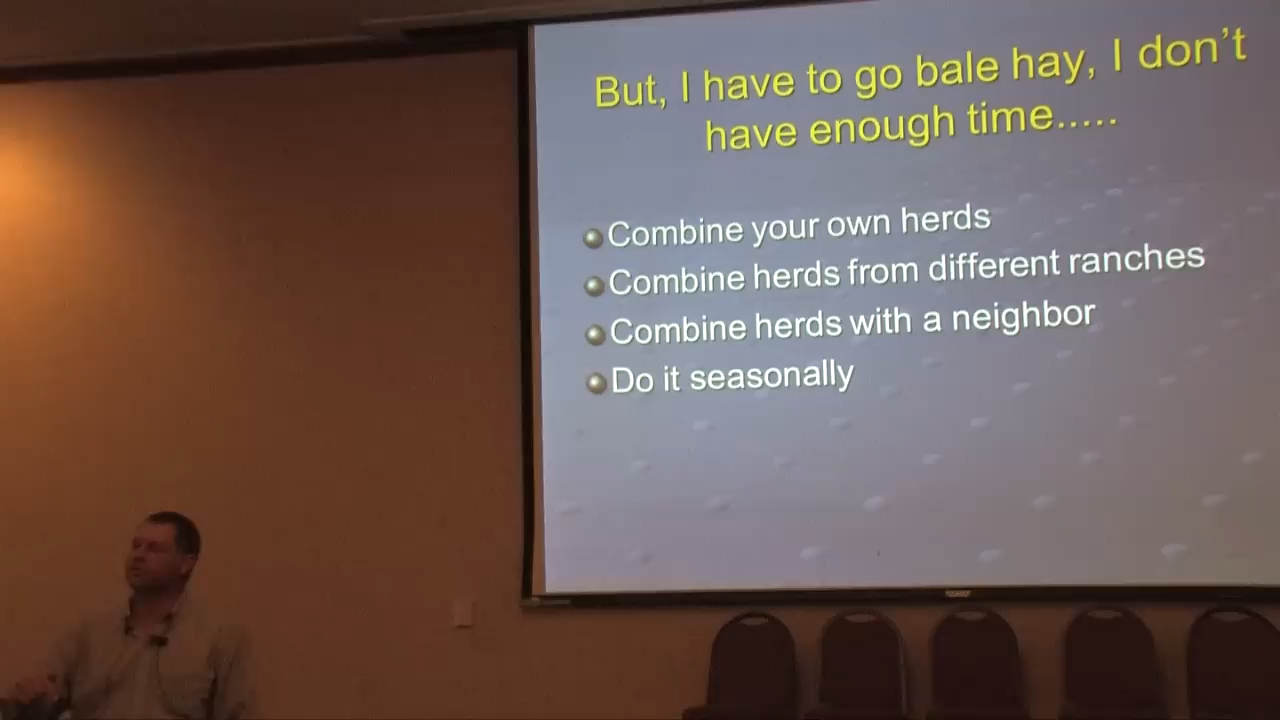 But, I have to go bale hay, I don't
have enough time.....
Combine your own herds
Combine herds from different ranches
Combine herds with a neighbor
Do it seasonally